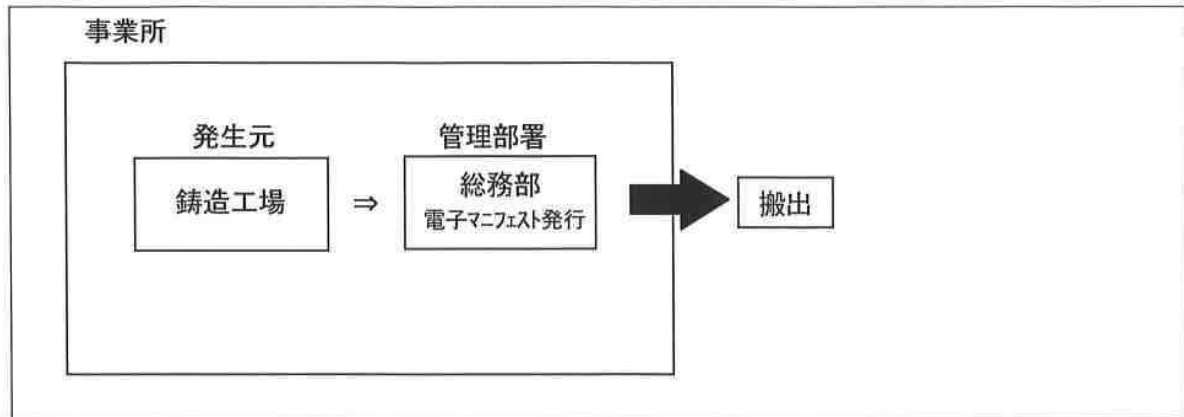 事業所
発生元
鋳造工場
⇒
管理部署
総務部
電子マニフェスト発行
搬出